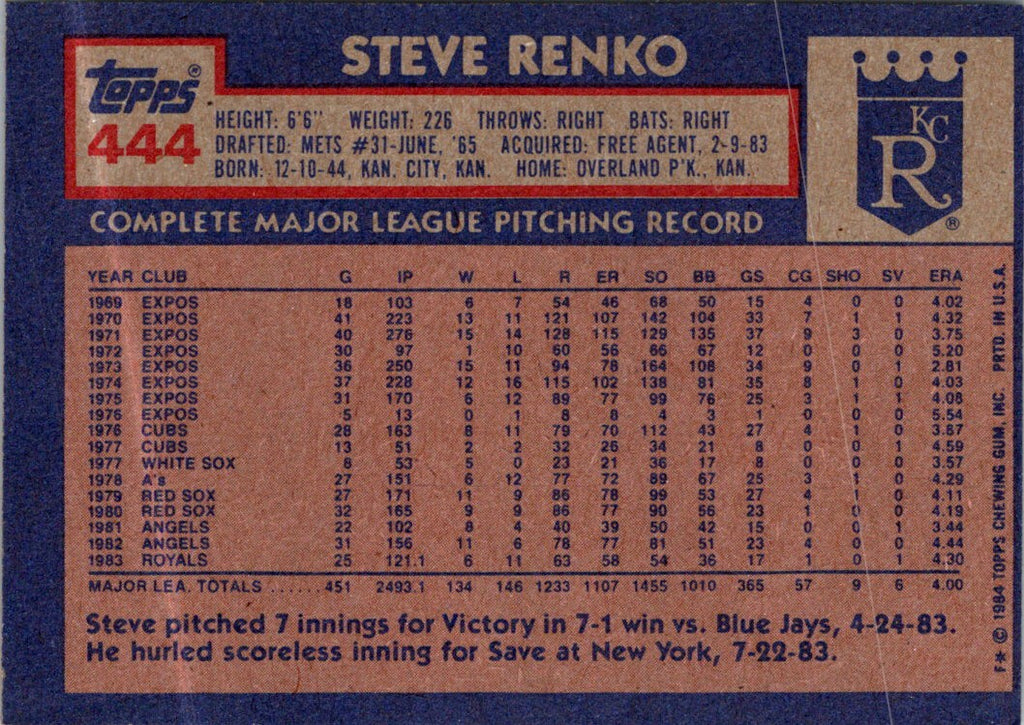 STEVE RENKO
Topps®
444
HEIGHT: 6'6" WEIGHT: 226 THROWS: RIGHT BATS: RIGHT
DRAFTED: METS #31-JUNE, '65 ACQUIRED: FREE AGENT, 2-9-83
BORN: 12-10-44, KAN. CITY, KAN. HOME: OVERLAND P'K., KAN.
KC
R
®
COMPLETE MAJOR LEAGUE PITCHING RECORD
YEAR CLUB G IP W L R ER SO BB GS CG SHO SV ERA
1969 EXPOS 18 103 6 7 54 46 68 50 15 4 0 0 4.02
1970 EXPOS 41 223 13 11 121 107 142 104 33 7 1 1 4.32
1971 EXPOS 40 276 15 14 128 115 129 135 37 9 3 0 3.75
1972 EXPOS 30 97 1 10 60 56 66 67 12 0 0 0 5.20
1973 EXPOS 36 250 15 11 94 78 164 108 34 9 0 1 2.81
1974 EXPOS 37 228 12 16 115 102 138 81 35 8 1 0 4.03
1975 EXPOS 31 170 6 12 89 77 99 76 25 3 1 1 4.08
1976 EXPOS 5 13 0 1 8 8 4 3 1 0 0 0 5.54
1976 CUBS 28 163 8 11 79 70 112 43 27 4 1 0 3.87
1977 CUBS 13 51 2 2 32 26 34 21 8 0 0 1 4.59
1977 WHITE SOX 8 53 5 0 23 21 36 17 8 0 0 0 3.57
1978 A's 27 151 6 12 77 72 89 67 25 3 1 0 4.29
1979 RED SOX 27 171 11 9 86 78 99 53 27 4 1 0 4.11
1980 RED SOX 32 165 9 9 86 77 90 56 23 1 0 0 4.19
1981 ANGELS 22 102 8 4 40 39 50 42 15 0 0 1 3.44
1982 ANGELS 31 156 11 6 78 77 81 51 23 4 0 0 4.44
1983 ROYALS 25 121.1 6 11 63 58 54 36 17 1 0 1 4.30
MAJOR LEA. TOTALS ...... 451 2493.1 134 146 1233 1107 1455 1010 365 57 9 6 4.00
Steve pitched 7 innings for Victory in 7-1 win vs. Blue Jays, 4-24-83.
He hurled scoreless inning for Save at New York, 7-22-83.
F* © 1984 TOPPS CHEWING GUM, INC. PRTD. IN U.S.A.